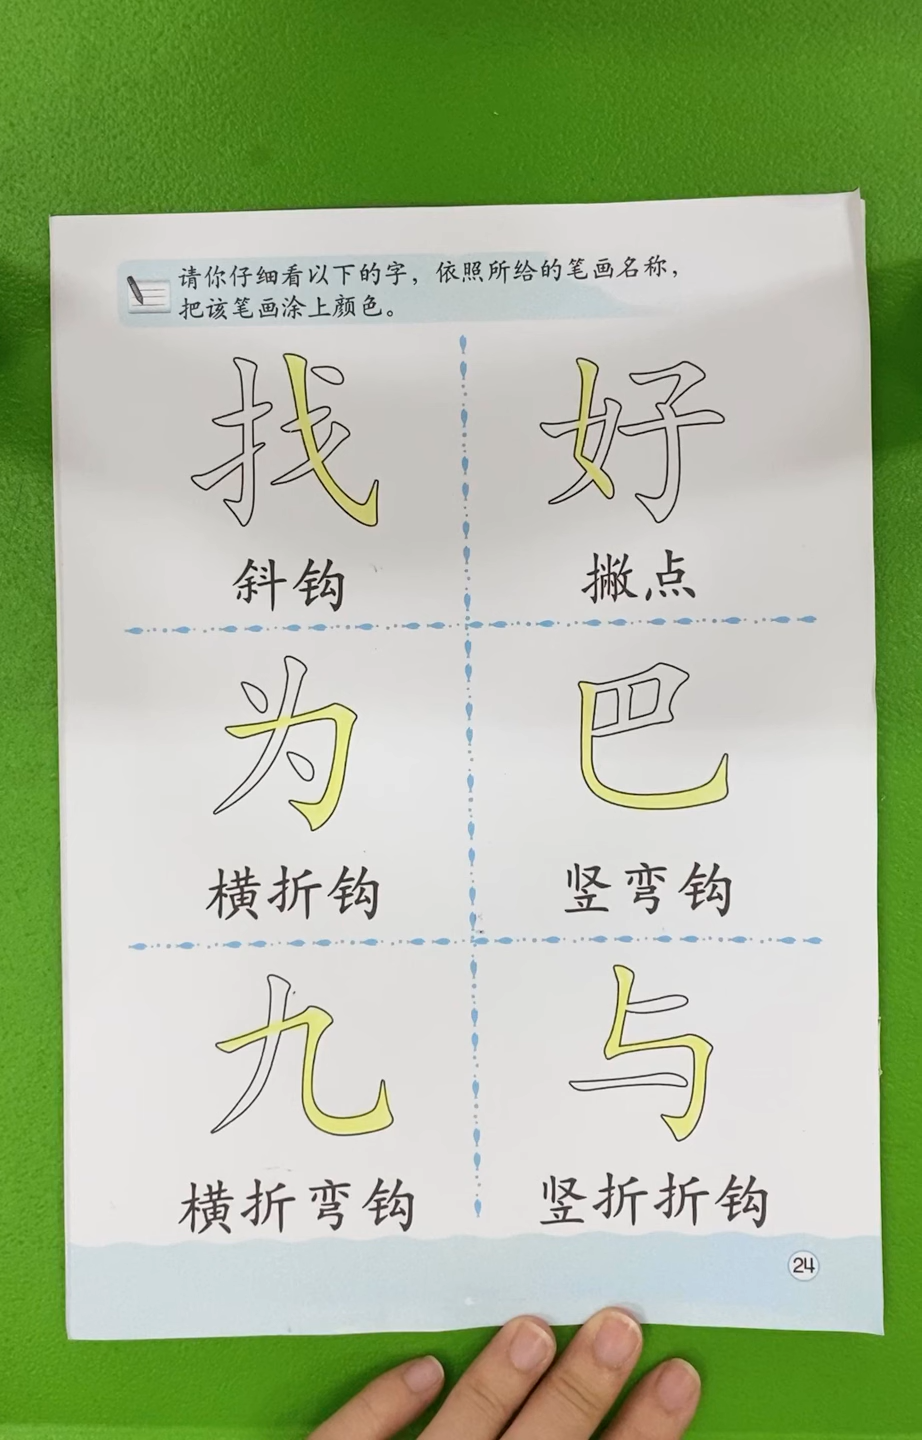 请你仔细看以下的字，依照所给的笔画名称，
把该笔画涂上颜色。
找 好
斜钩 撇点
为 巴
横折钩 竖弯钩
九 与
横折弯钩 竖折折钩
24